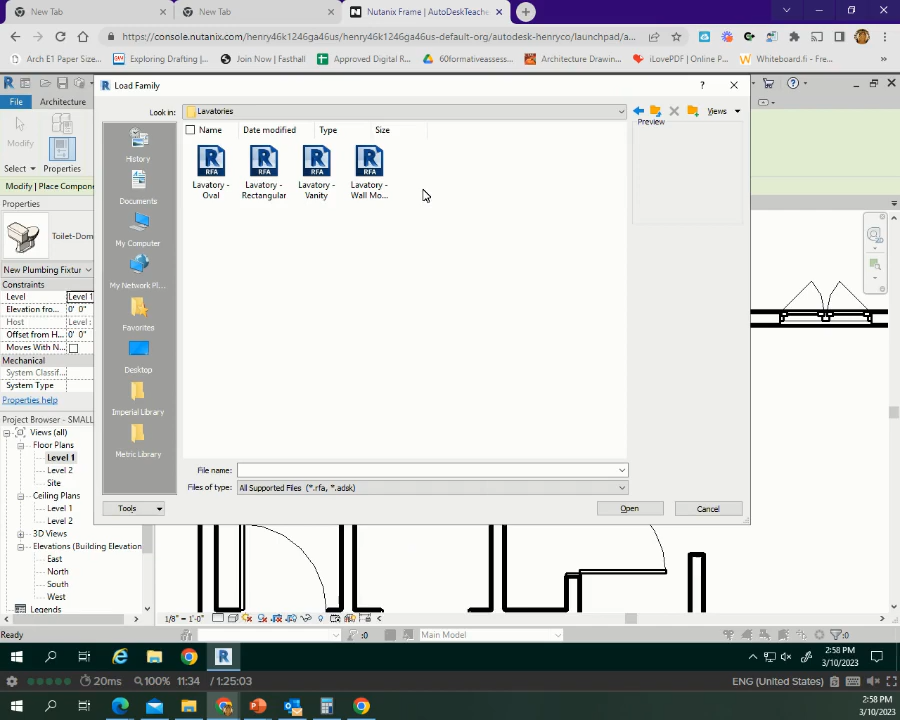 New Tab
New Tab
Nutanix Frame | AutoDeskTeache
https://console.nutanix.com/henry46k1246ga46us/henry46k1246ga46us-default-org/autodesk-henryco/launchpad/a...
Arch E1 Paper Size...
Exploring Drafting |...
Join Now | Fasthall
Approved Digital R...
60formativeassess...
Architecture Drawin...
iLovePDF | Online P...
Whiteboard.fi - Br...
File
Architecture
Modify
Properties
Select
Modify | Place Compone
Properties
Toilet-Dom
New Plumbing Fixtur
Constraints
Level
Level 1
Elevation fro...
0' 0"
Host
Level :
Offset from H...
0' 0"
Moves With N...
Mechanical
System Classif...
System Type
Properties help
Project Browser - SMALL
Views (all)
Floor Plans
Level 1
Level 2
Site
Ceiling Plans
Level 1
Level 2
3D Views
Elevations (Building Elevation
East
North
South
West
Legends
Load Family
Look in:
Lavatories
Views
Preview
Name
Date modified
Type
Size
History
Documents
My Computer
My Network Pl...
Favorites
Desktop
Imperial Library
Metric Library
RFA
RFA
RFA
RFA
Lavatory - Oval
Lavatory - Rectangular
Lavatory - Vanity
Lavatory - Wall Mo...
File name:
Files of type:
All Supported Files (*.rfa, *.adsk)
Tools
Open
Cancel
1/8" = 1'-0"
Ready
:0
Main Model
:0
2:58 PM
3/10/2023
20ms
100%
11:34
/ 1:25:03
ENG (United States)
2:58 PM
3/10/2023